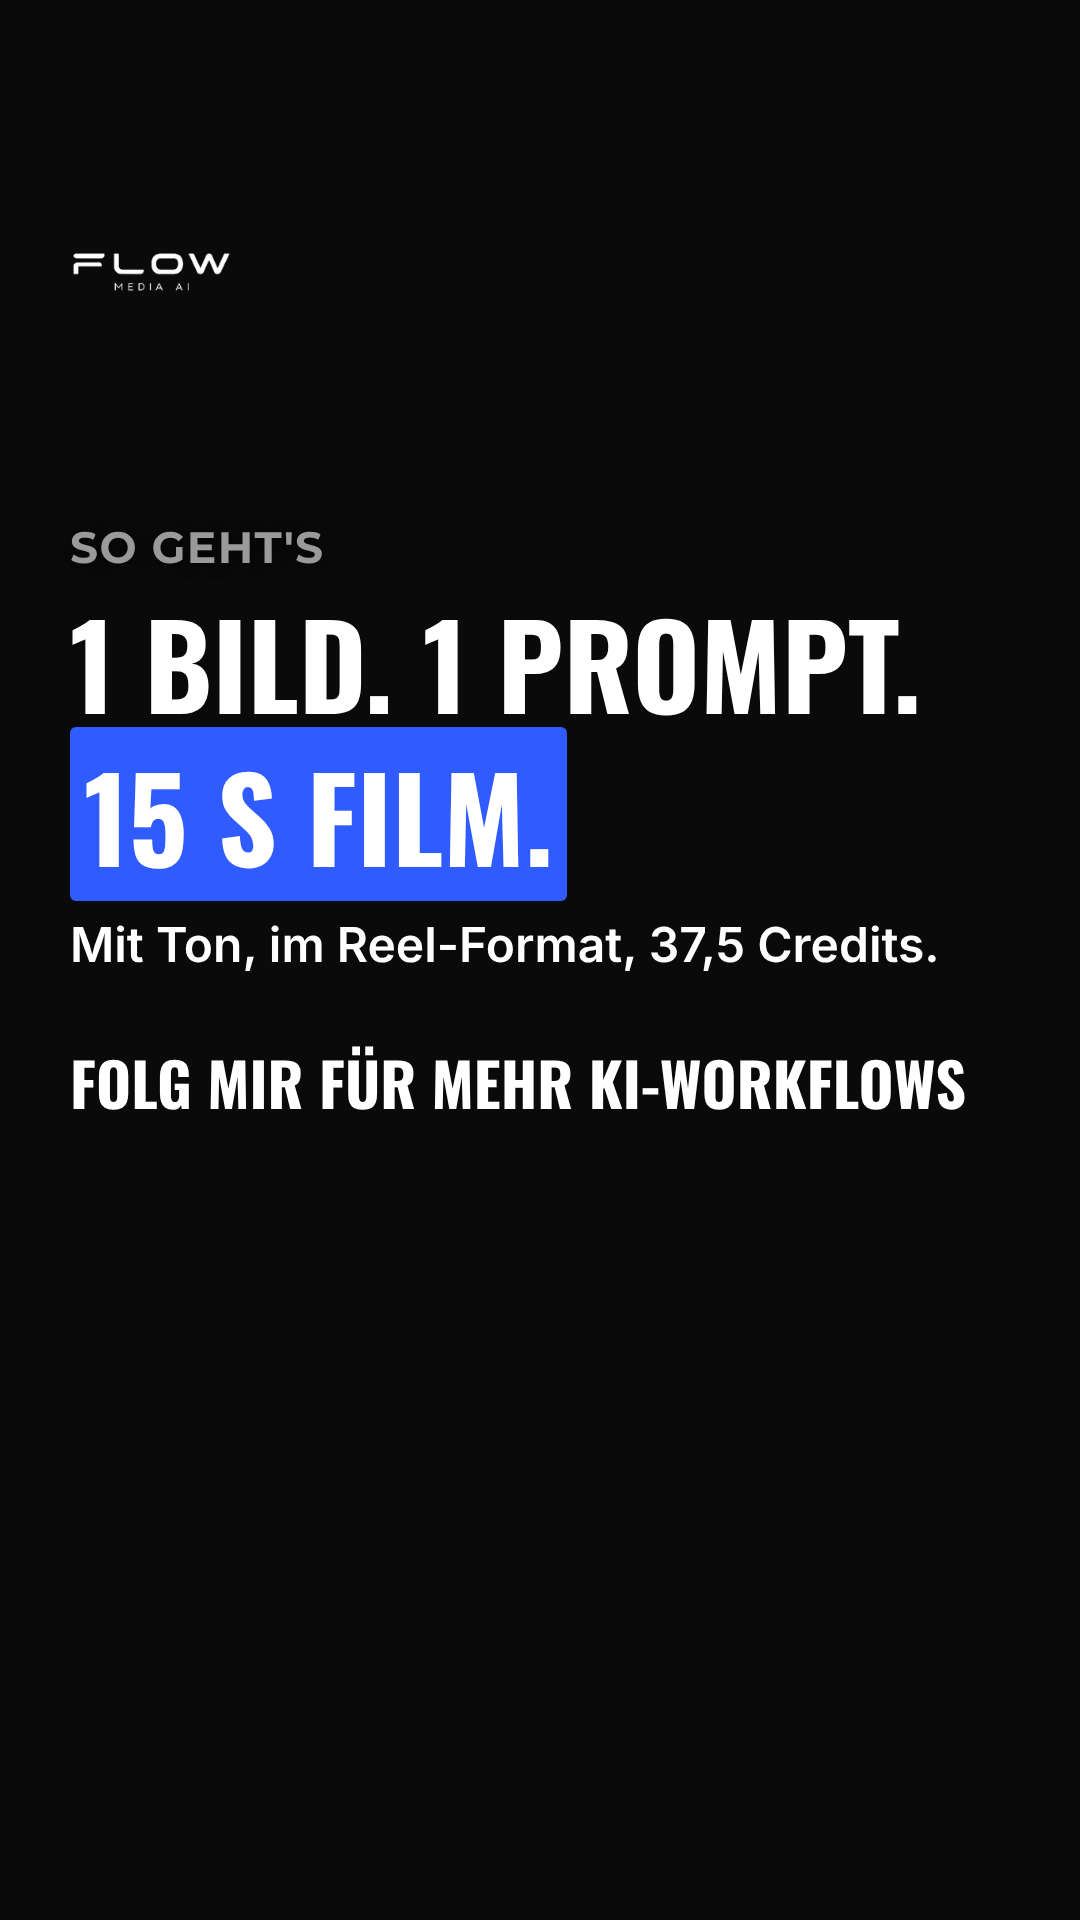 FLOW
MEDIA AI
SO GEHT'S
1 BILD. 1 PROMPT.
15 S FILM.
Mit Ton, im Reel-Format, 37,5 Credits.
FOLG MIR FÜR MEHR KI-WORKFLOWS